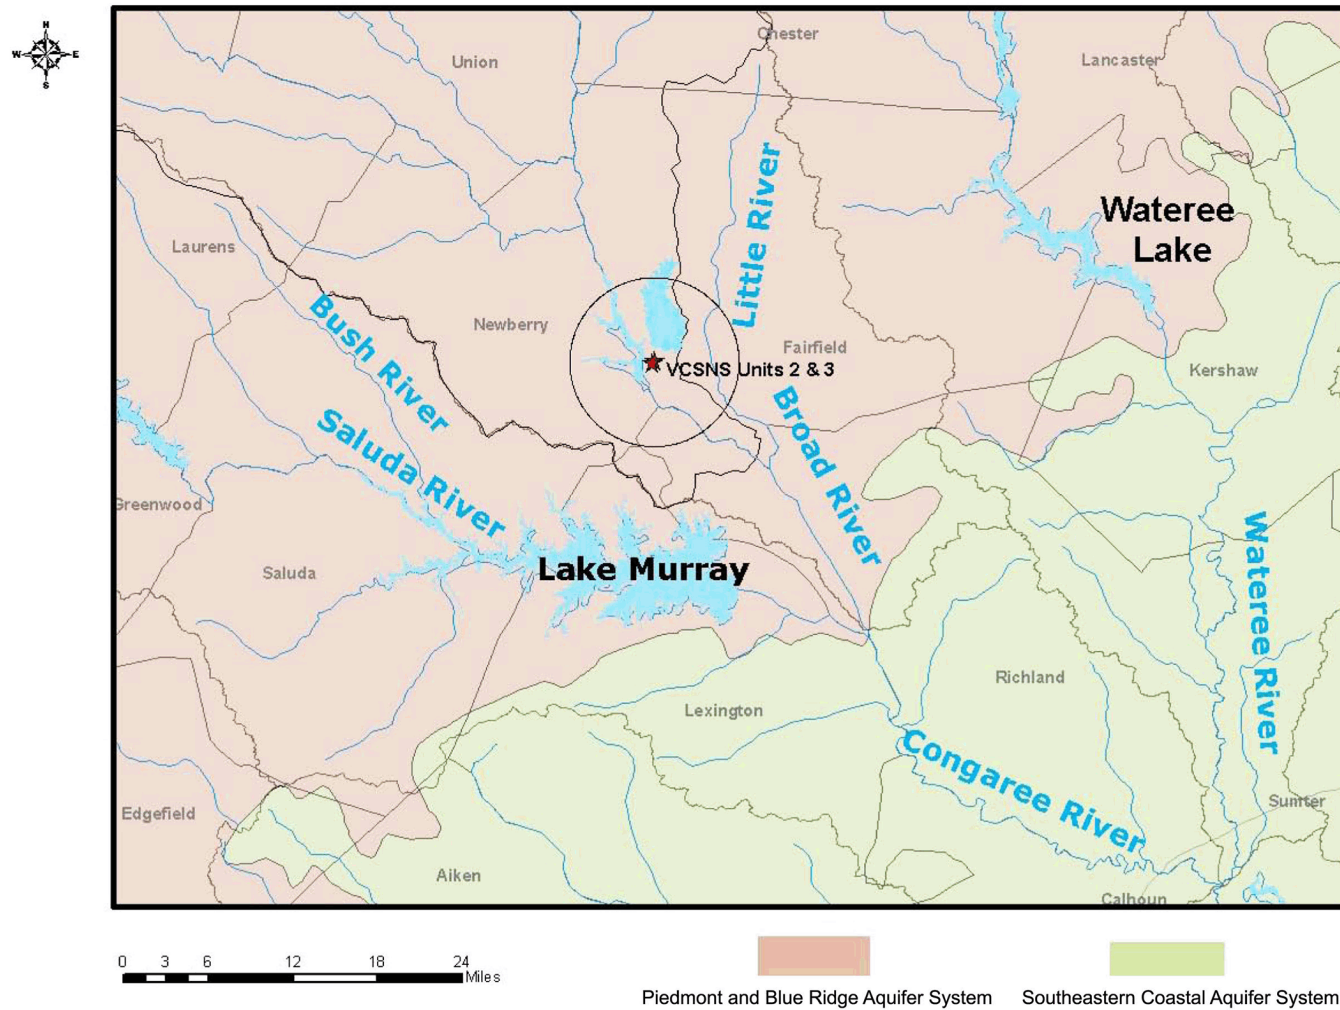 N
W E
S
Chester
Union
Lancaster
Little River
Wateree
Lake
Laurens
Bush River
Newberry
Fairfield
VCSNS Units 2 & 3
Kershaw
Saluda River
Broad River
Greenwood
Wateree River
Saluda
Lake Murray
Richland
Lexington
Congaree River
Edgefield
Sumter
Aiken
Calhoun
0 3 6 12 18 24
Miles
Piedmont and Blue Ridge Aquifer System
Southeastern Coastal Aquifer System